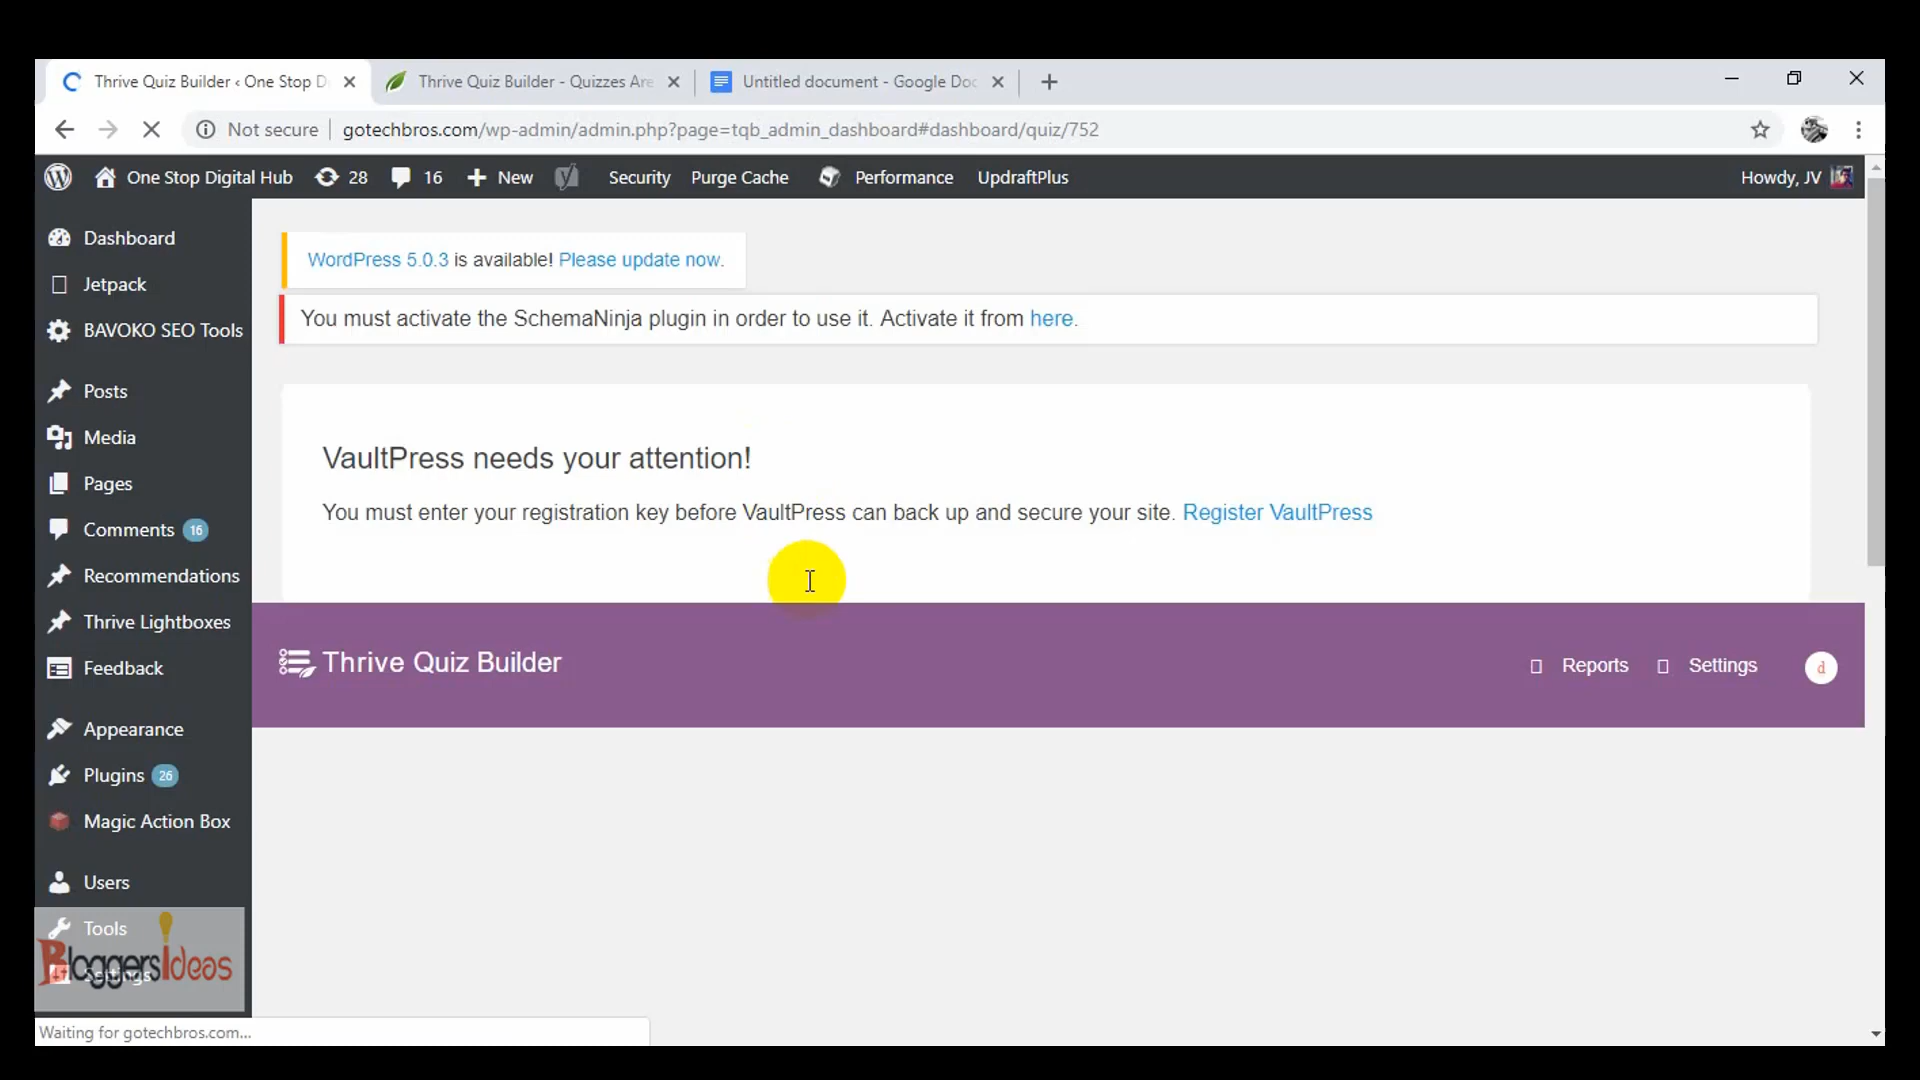 Thrive Quiz Builder ‹ One Stop D
Thrive Quiz Builder - Quizzes Are
Untitled document - Google Doc
Not secure
gotechbros.com/wp-admin/admin.php?page=tqb_admin_dashboard#dashboard/quiz/752
One Stop Digital Hub
28
16
New
Security
Purge Cache
Performance
UpdraftPlus
Howdy, JV
Dashboard
Jetpack
BAVOKO SEO Tools
Posts
Media
Pages
Comments 16
Recommendations
Thrive Lightboxes
Feedback
Appearance
Plugins 26
Magic Action Box
Users
Tools
Settings
BloggersIdeas
WordPress 5.0.3 is available! Please update now.
You must activate the SchemaNinja plugin in order to use it. Activate it from here.
VaultPress needs your attention!
You must enter your registration key before VaultPress can back up and secure your site. Register VaultPress
Thrive Quiz Builder
Reports
Settings
d
Waiting for gotechbros.com...